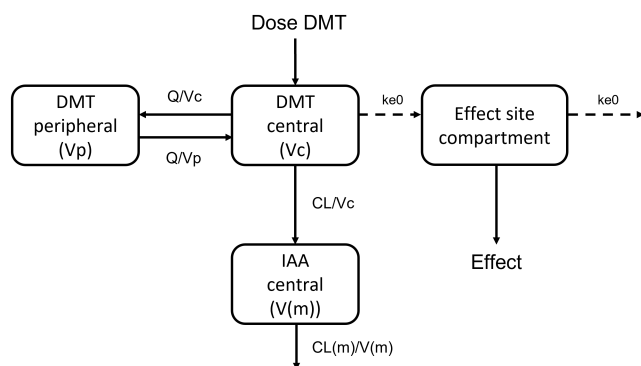 Dose DMT
DMT
peripheral
(Vp)
Q/Vc
Q/Vp
DMT
central
(Vc)
ke0
Effect site
compartment
ke0
CL/Vc
Effect
IAA
central
(V(m))
CL(m)/V(m)